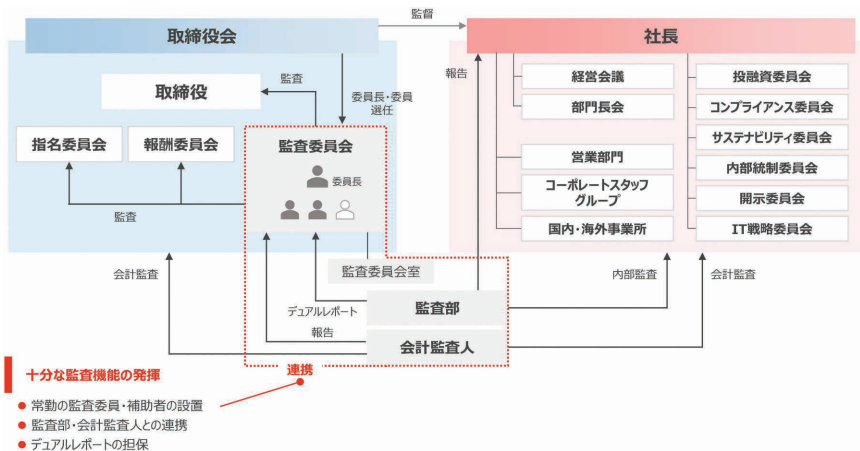 監督
取締役会
社長
監査
取締役
委員長・委員
選任
報告
指名委員会
報酬委員会
監査委員会
委員長
監査
経営会議
部門長会
営業部門
コーポレートスタッフ
グループ
国内・海外事業所
投融資委員会
コンプライアンス委員会
サステナビリティ委員会
内部統制委員会
開示委員会
IT戦略委員会
会計監査
監査委員会室
内部監査
会計監査
デュアルレポート
監査部
報告
会計監査人
連携
十分な監査機能の発揮
● 常勤の監査委員・補助者の設置
● 監査部・会計監査人との連携
● デュアルレポートの担保